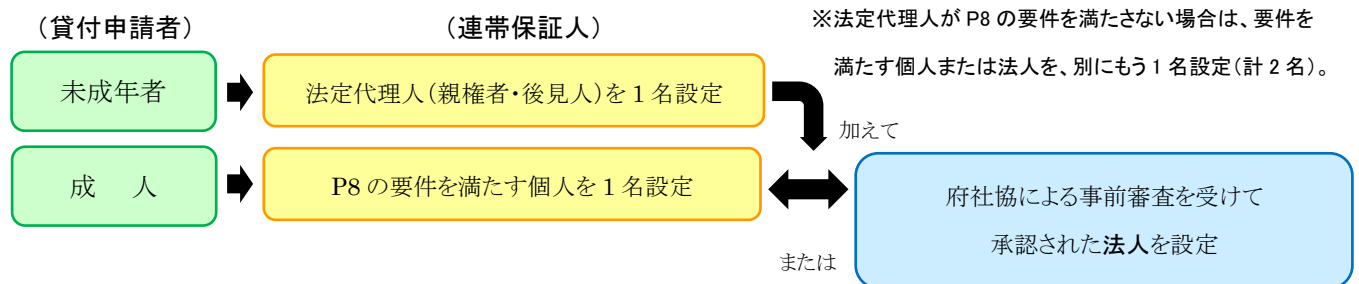 (貸付申請者)
(連帯保証人)
※法定代理人が P8 の要件を満たさない場合は、要件を
満たす個人または法人を、別にもう 1 名設定(計 2 名)。
未成年者
法定代理人(親権者・後見人)を 1 名設定
加えて
成 人
P8 の要件を満たす個人を 1 名設定
または
府社協による事前審査を受けて
承認された法人を設定